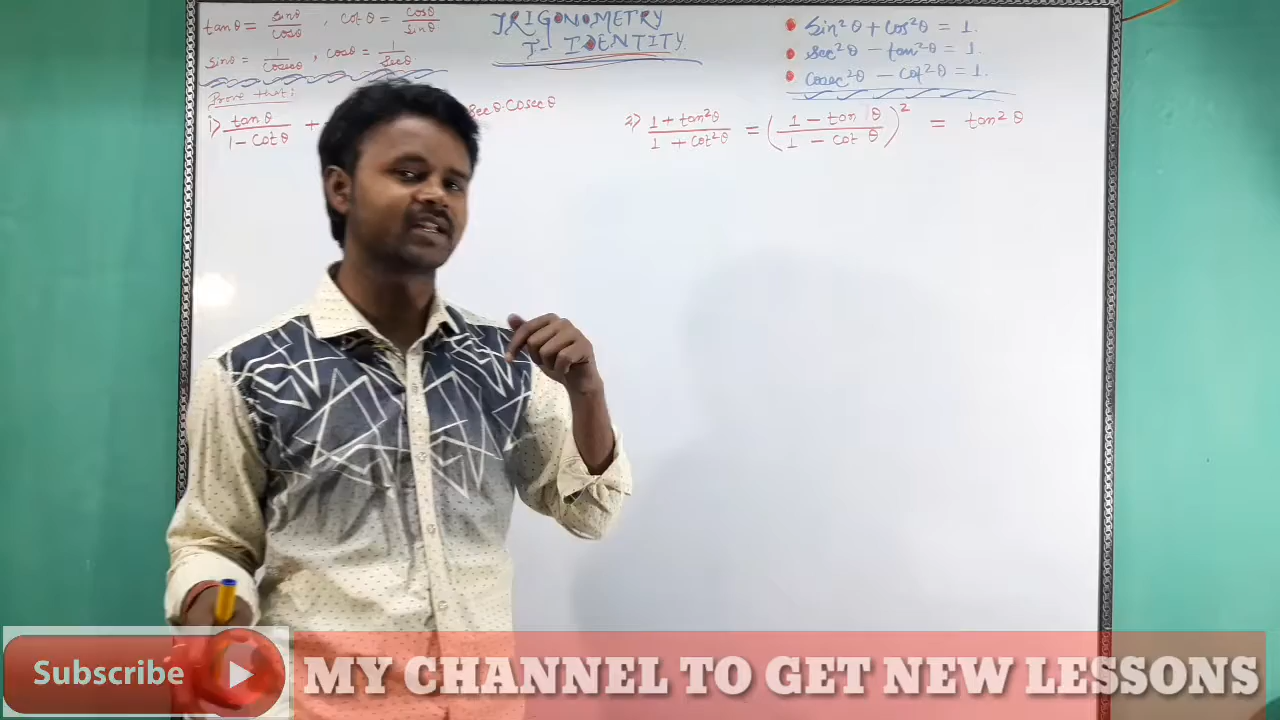 tanθ = sinθ/cosθ , cotθ = cosθ/sinθ
sinθ = 1/cosecθ , cosθ = 1/secθ
TRIGONOMETRY
T- IDENTITY
sin²θ + cos²θ = 1.
sec²θ - tan²θ = 1.
cosec²θ - cot²θ = 1.
Prove that:
1) tanθ/1-cotθ + secθ.cosecθ
2) 1 + tan²θ/1 + cot²θ = (1 - tanθ/1 - cotθ)² = tan²θ
Subscribe
MY CHANNEL TO GET NEW LESSONS